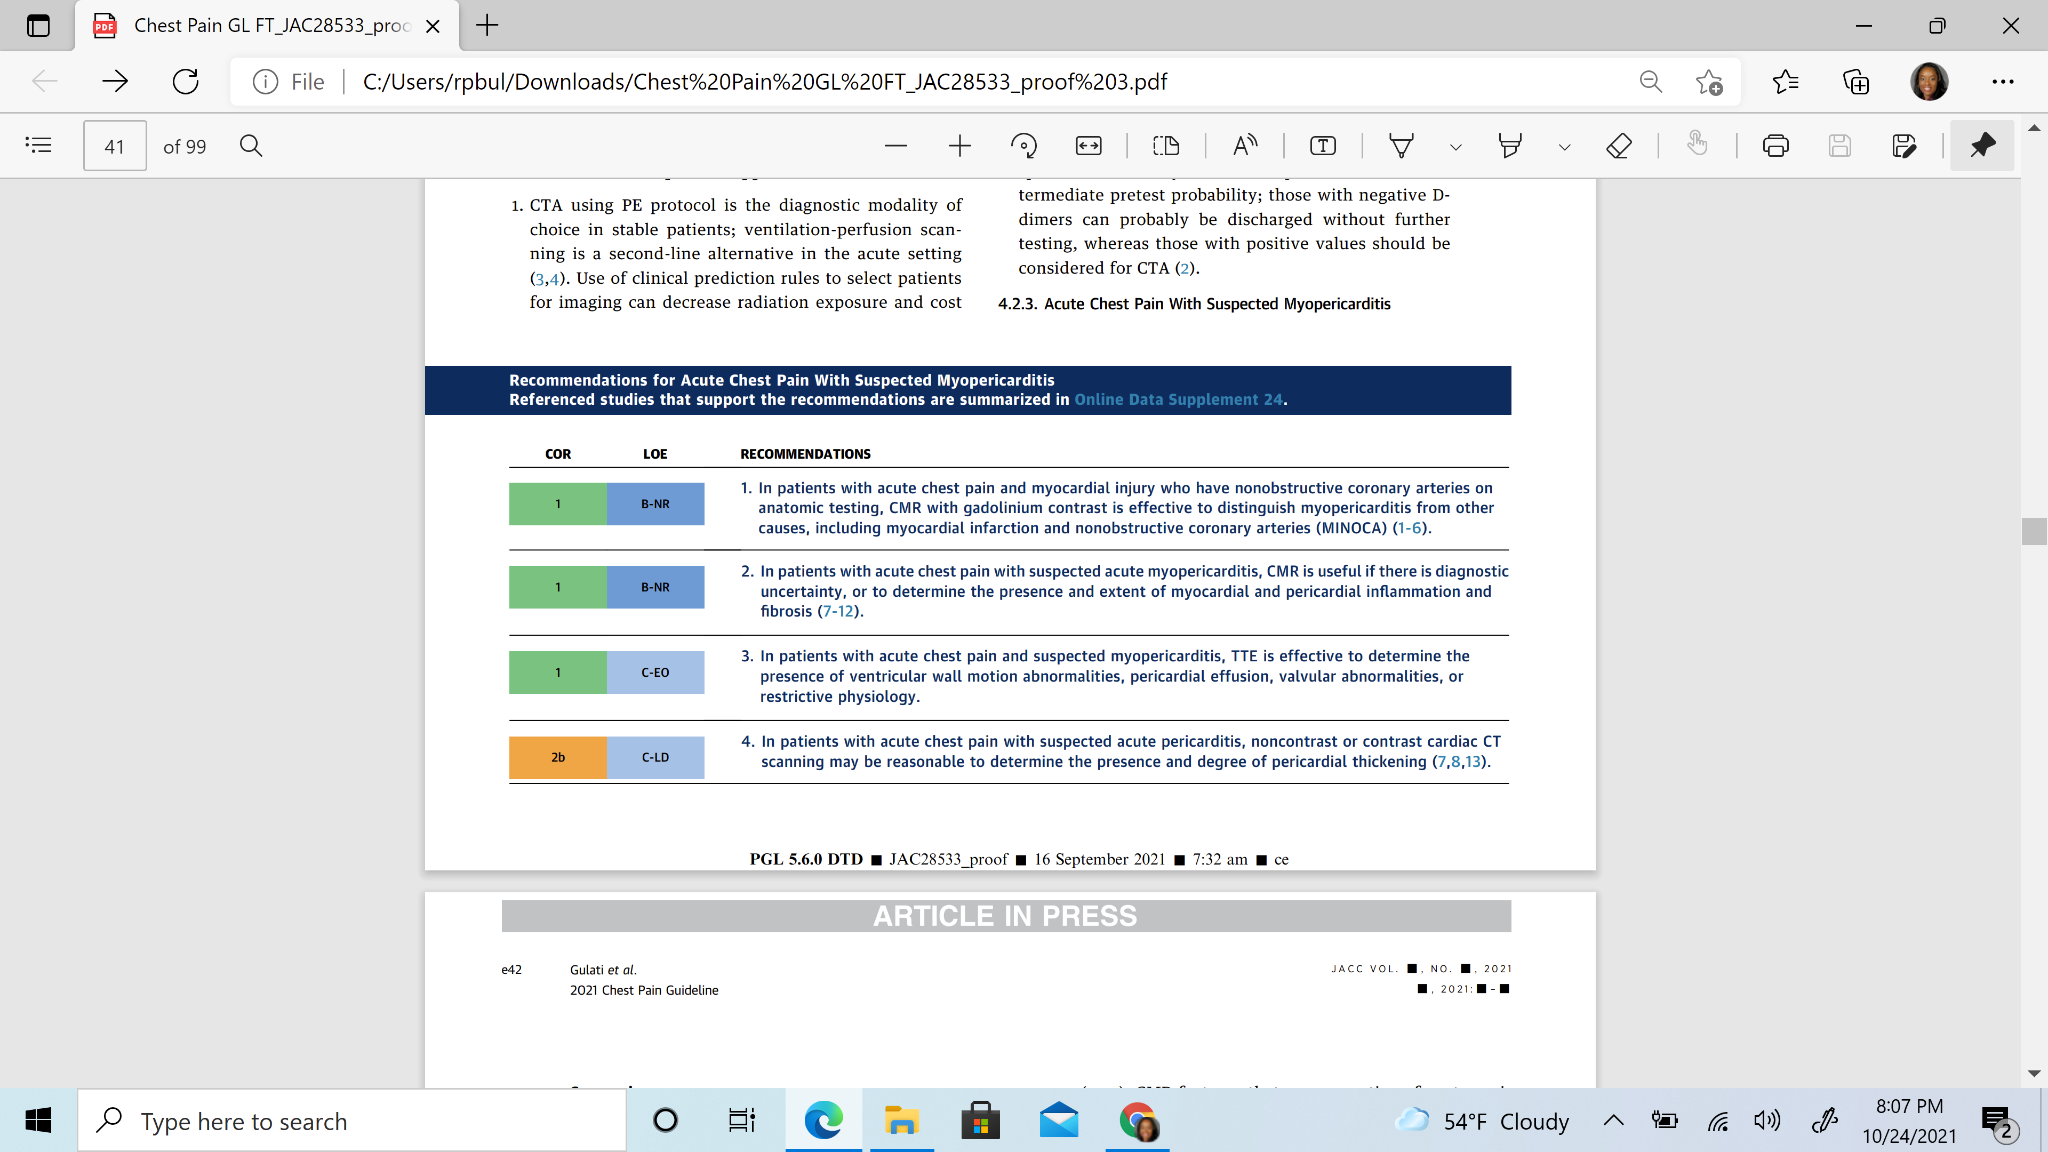 Chest Pain GL FT_JAC28533_proo
File
C:/Users/rpbul/Downloads/Chest%20Pain%20GL%20FT_JAC28533_proof%203.pdf
41 of 99
1. CTA using PE protocol is the diagnostic modality of
choice in stable patients; ventilation-perfusion scan-
ning is a second-line alternative in the acute setting
(3,4). Use of clinical prediction rules to select patients
for imaging can decrease radiation exposure and cost
termediate pretest probability; those with negative D-
dimers can probably be discharged without further
testing, whereas those with positive values should be
considered for CTA (2).
4.2.3. Acute Chest Pain With Suspected Myopericarditis
Recommendations for Acute Chest Pain With Suspected Myopericarditis
Referenced studies that support the recommendations are summarized in Online Data Supplement 24.
COR LOE RECOMMENDATIONS
1 B-NR
1. In patients with acute chest pain and myocardial injury who have nonobstructive coronary arteries on
anatomic testing, CMR with gadolinium contrast is effective to distinguish myopericarditis from other
causes, including myocardial infarction and nonobstructive coronary arteries (MINOCA) (1-6).
1 B-NR
2. In patients with acute chest pain with suspected acute myopericarditis, CMR is useful if there is diagnostic
uncertainty, or to determine the presence and extent of myocardial and pericardial inflammation and
fibrosis (7-12).
1 C-EO
3. In patients with acute chest pain and suspected myopericarditis, TTE is effective to determine the
presence of ventricular wall motion abnormalities, pericardial effusion, valvular abnormalities, or
restrictive physiology.
2b C-LD
4. In patients with acute chest pain with suspected acute pericarditis, noncontrast or contrast cardiac CT
scanning may be reasonable to determine the presence and degree of pericardial thickening (7,8,13).
PGL 5.6.0 DTD ■ JAC28533_proof ■ 16 September 2021 ■ 7:32 am ■ ce
ARTICLE IN PRESS
e42
Gulati et al.
2021 Chest Pain Guideline
JACC VOL. ■, NO. ■, 2021
■, 2021:■-■
Type here to search
54°F Cloudy
8:07 PM
10/24/2021
2